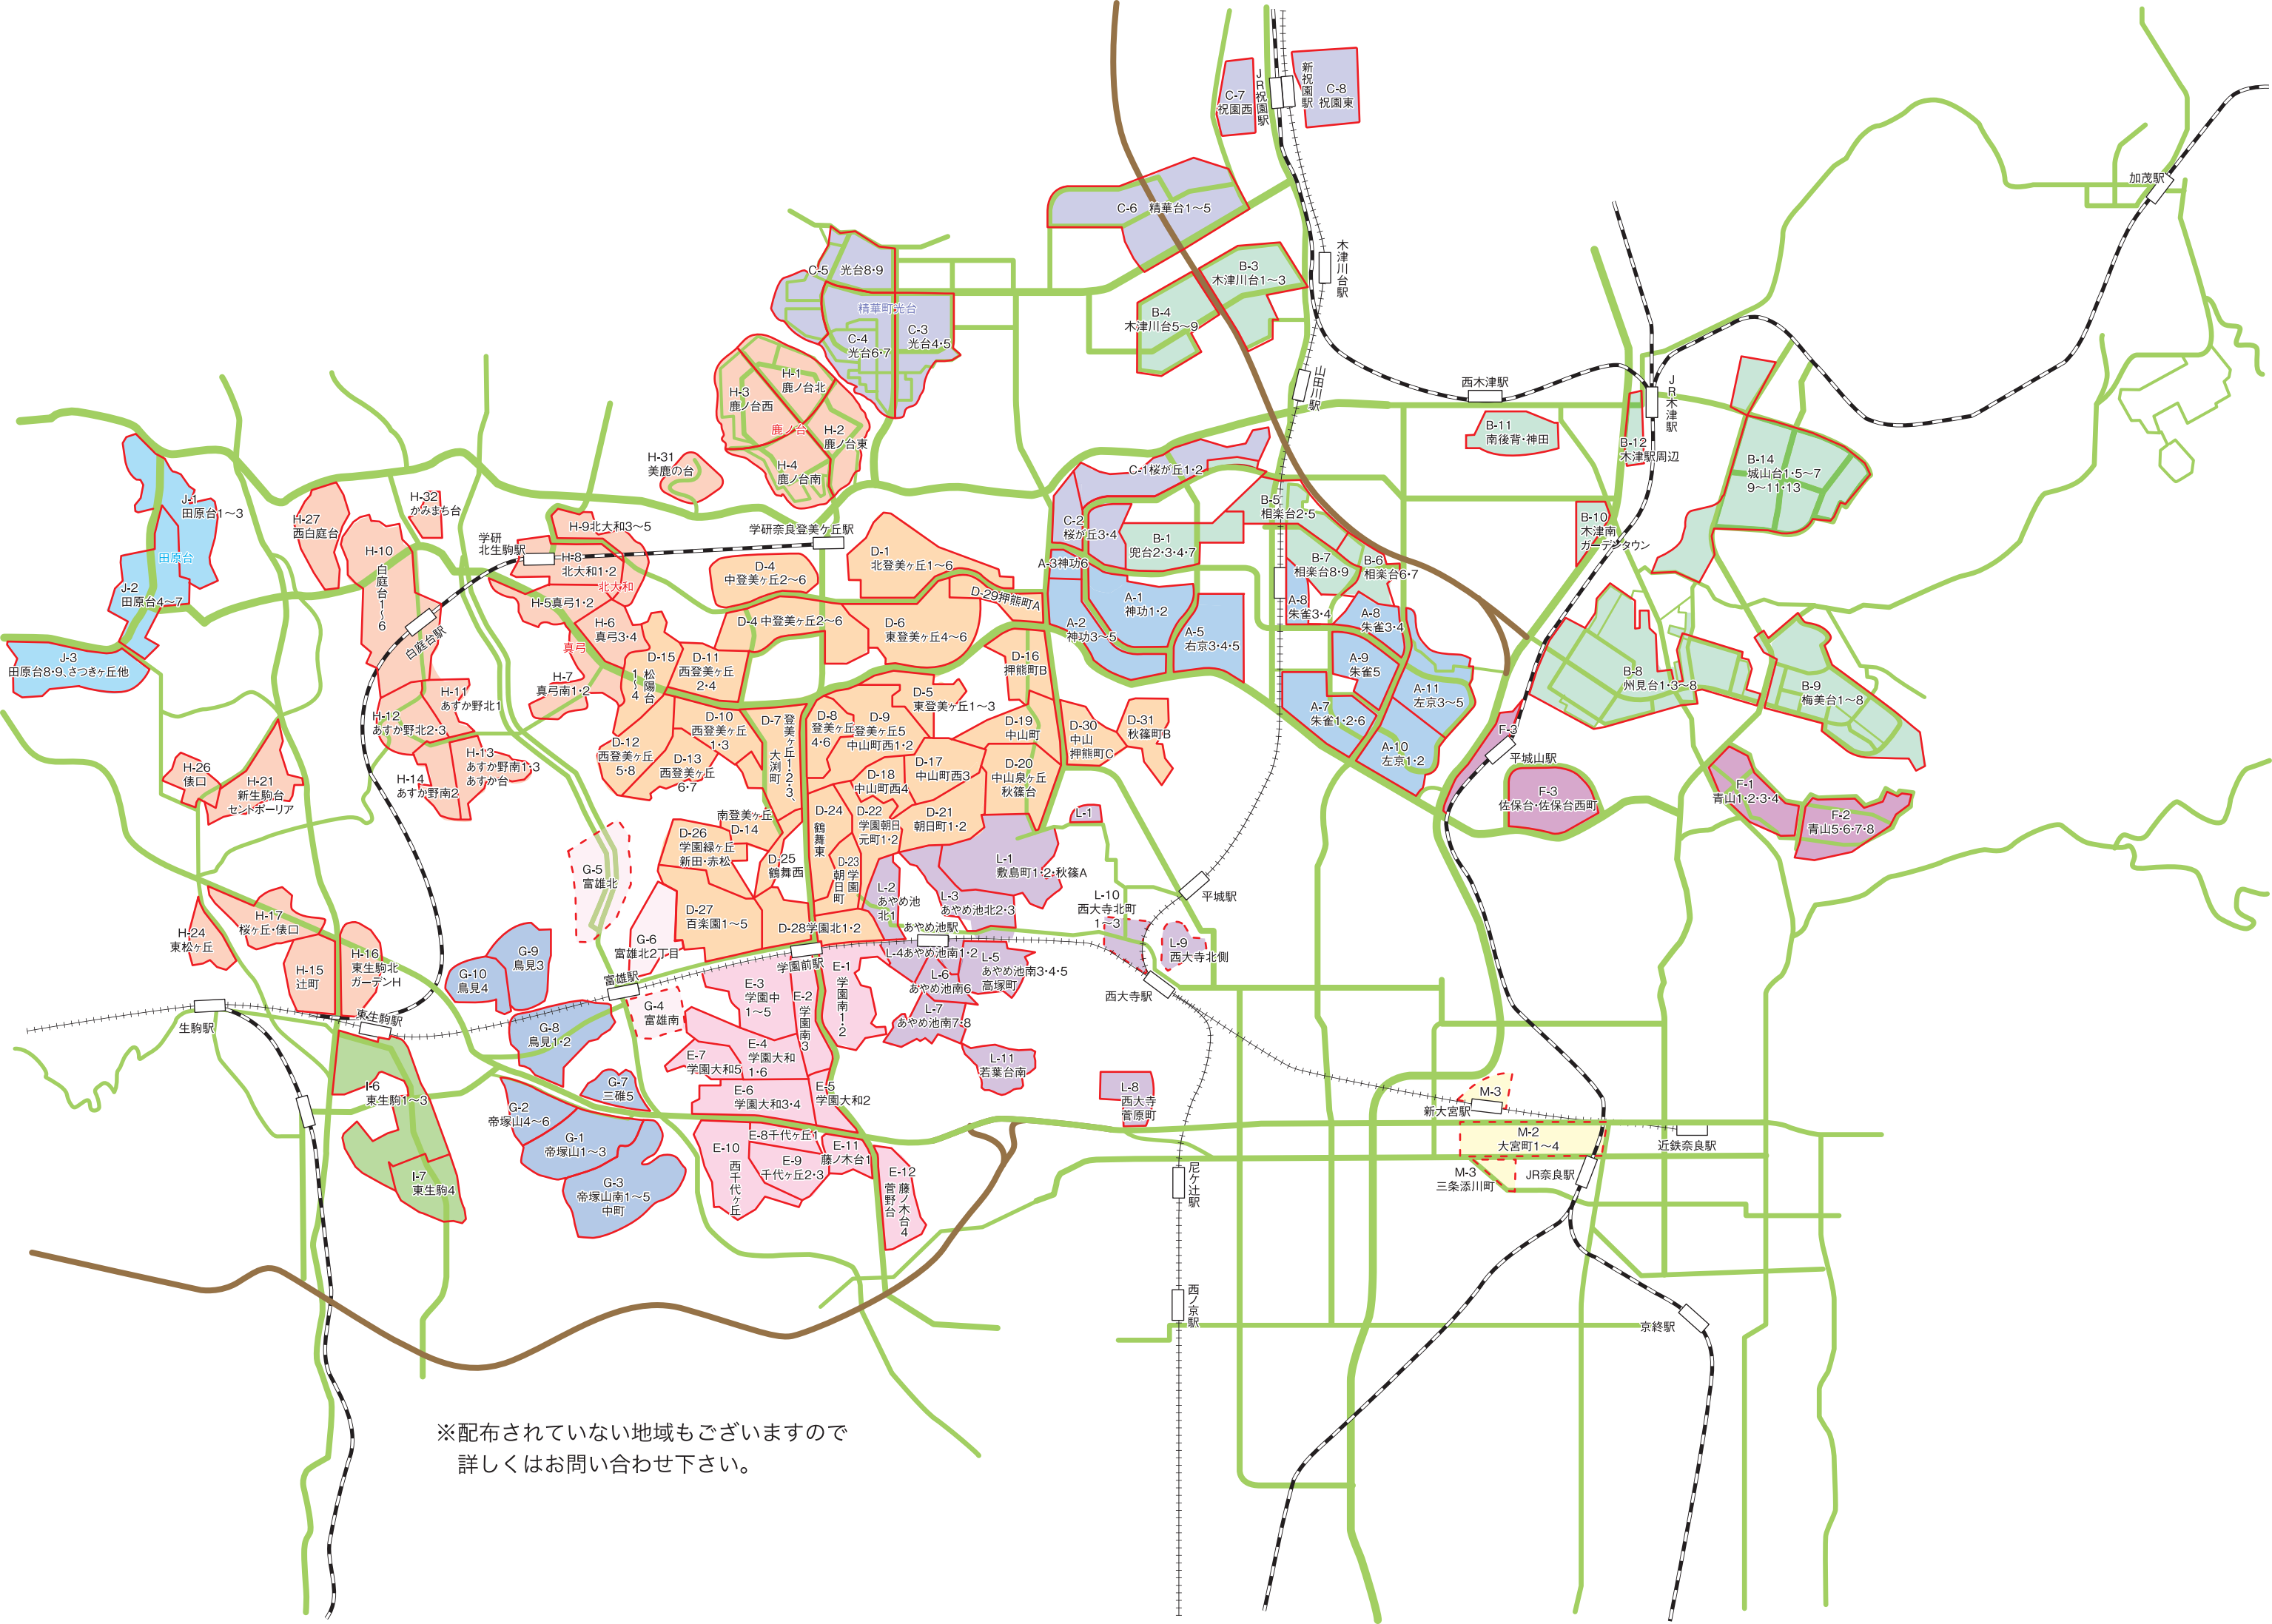 C-7
祝園西
JR祝園駅
新祝園駅
C-8
祝園東
加茂駅
C-6 精華台1〜5
木津川台駅
B-3
木津川台1〜3
B-4
木津川台5〜9
C-5 光台8・9
精華町光台
C-3
光台4・5
C-4
光台6・7
H-1
鹿ノ台北
H-3
鹿ノ台西
鹿ノ台
H-2
鹿ノ台東
H-4
鹿ノ台南
H-31
美鹿の台
山田川駅
西木津駅
JR木津駅
B-11
南後背・神田
B-12
木津駅周辺
B-14
城山台1・5〜7
9〜11・13
B-10
木津南
ガーデンタウン
C-1桜が丘1・2
C-2
桜が丘3・4
B-5
相楽台2・5
B-1
兜台2・3・4・7
B-7
相楽台8・9
B-6
相楽台6・7
A-3神功6
A-1
神功1・2
A-2
神功3〜5
A-5
右京3・4・5
A-8
朱雀3・4
A-8
朱雀3・4
A-9
朱雀5
A-11
左京3〜5
A-7
朱雀1・2・6
A-10
左京1・2
B-8
州見台1・3〜8
B-9
梅美台1〜8
F-3
平城山駅
F-3
佐保台・佐保台西町
F-1
青山1・2・3・4
F-2
青山5・6・7・8
J-1
田原台1〜3
田原台
J-2
田原台4〜7
J-3
田原台8・9、さつきヶ丘他
H-27
西白庭台
H-32
かみまち台
H-10
白庭台1〜6
白庭台駅
学研
北生駒駅
学研奈良登美ケ丘駅
H-9北大和3〜5
H-8
北大和1・2
北大和
H-5真弓1・2
H-6
真弓3・4
真弓
H-7
真弓南1・2
H-11
あすか野北1
H-12
あすか野北2・3
H-13
あすか野南1・3
あすか台
H-14
あすか野南2
H-26
俵口
H-21
新生駒台
セントポーリア
H-17
桜ヶ丘・俵口
H-24
東松ヶ丘
H-15
辻町
H-16
東生駒北
ガーデンH
D-1
北登美ヶ丘1〜6
D-4
中登美ヶ丘2〜6
D-4 中登美ヶ丘2〜6
D-6
東登美ヶ丘4〜6
D-29押熊町A
D-16
押熊町B
D-15
松陽台
1〜4
D-11
西登美ヶ丘
2・4
D-10
西登美ヶ丘
1・3
D-12
西登美ヶ丘
5・8
D-13
西登美ヶ丘
6・7
D-7
登美ヶ丘1・2・3、
大渕町
D-8
登美ヶ丘
4・6
D-9
登美ヶ丘5
中山町西1・2
D-5
東登美ヶ丘1〜3
D-19
中山町
D-30
中山
押熊町C
D-31
秋篠町B
D-17
中山町西3
D-18
中山町西4
D-20
中山泉ヶ丘
秋篠台
D-21
朝日町1・2
D-22
学園朝日
元町1・2
D-24
鶴舞東
南登美ヶ丘
D-14
D-26
学園緑ヶ丘
新田・赤松
D-25
鶴舞西
D-23
学園
朝日町
D-27
百楽園1〜5
D-28学園北1・2
L-1
L-1
敷島町1・2・秋篠A
L-2
あやめ池
北1
L-3
あやめ池北2・3
あやめ池駅
L-10
西大寺北町
1〜3
L-9
西大寺北側
平城駅
西大寺駅
L-4あやめ池南1・2
L-5
あやめ池南3・4・5
高塚町
L-6
あやめ池南6
L-7
あやめ池南7・8
L-11
若葉台南
L-8
西大寺
菅原町
G-5
富雄北
G-6
富雄北2丁目
富雄駅
G-4
富雄南
学園前駅
G-9
鳥見3
G-10
鳥見4
G-8
鳥見1・2
G-7
三碓5
G-2
帝塚山4〜6
G-1
帝塚山1〜3
G-3
帝塚山南1〜5
中町
E-1
学園南1・2
E-2
学園南3
E-3
学園中
1〜5
E-4
学園大和
1・6
E-7
学園大和5
E-6
学園大和3・4
E-5
学園大和2
E-8千代ヶ丘1
E-9
千代ヶ丘2・3
E-10
西千代ヶ丘
E-11
藤ノ木台1
E-12
藤ノ木台4
菅野台
生駒駅
東生駒駅
I-6
東生駒1〜3
I-7
東生駒4
M-3
新大宮駅
M-2
大宮町1〜4
M-3
三条添川町
JR奈良駅
近鉄奈良駅
尼ケ辻駅
西ノ京駅
京終駅
※配布されていない地域もございますので
詳しくはお問い合わせ下さい。